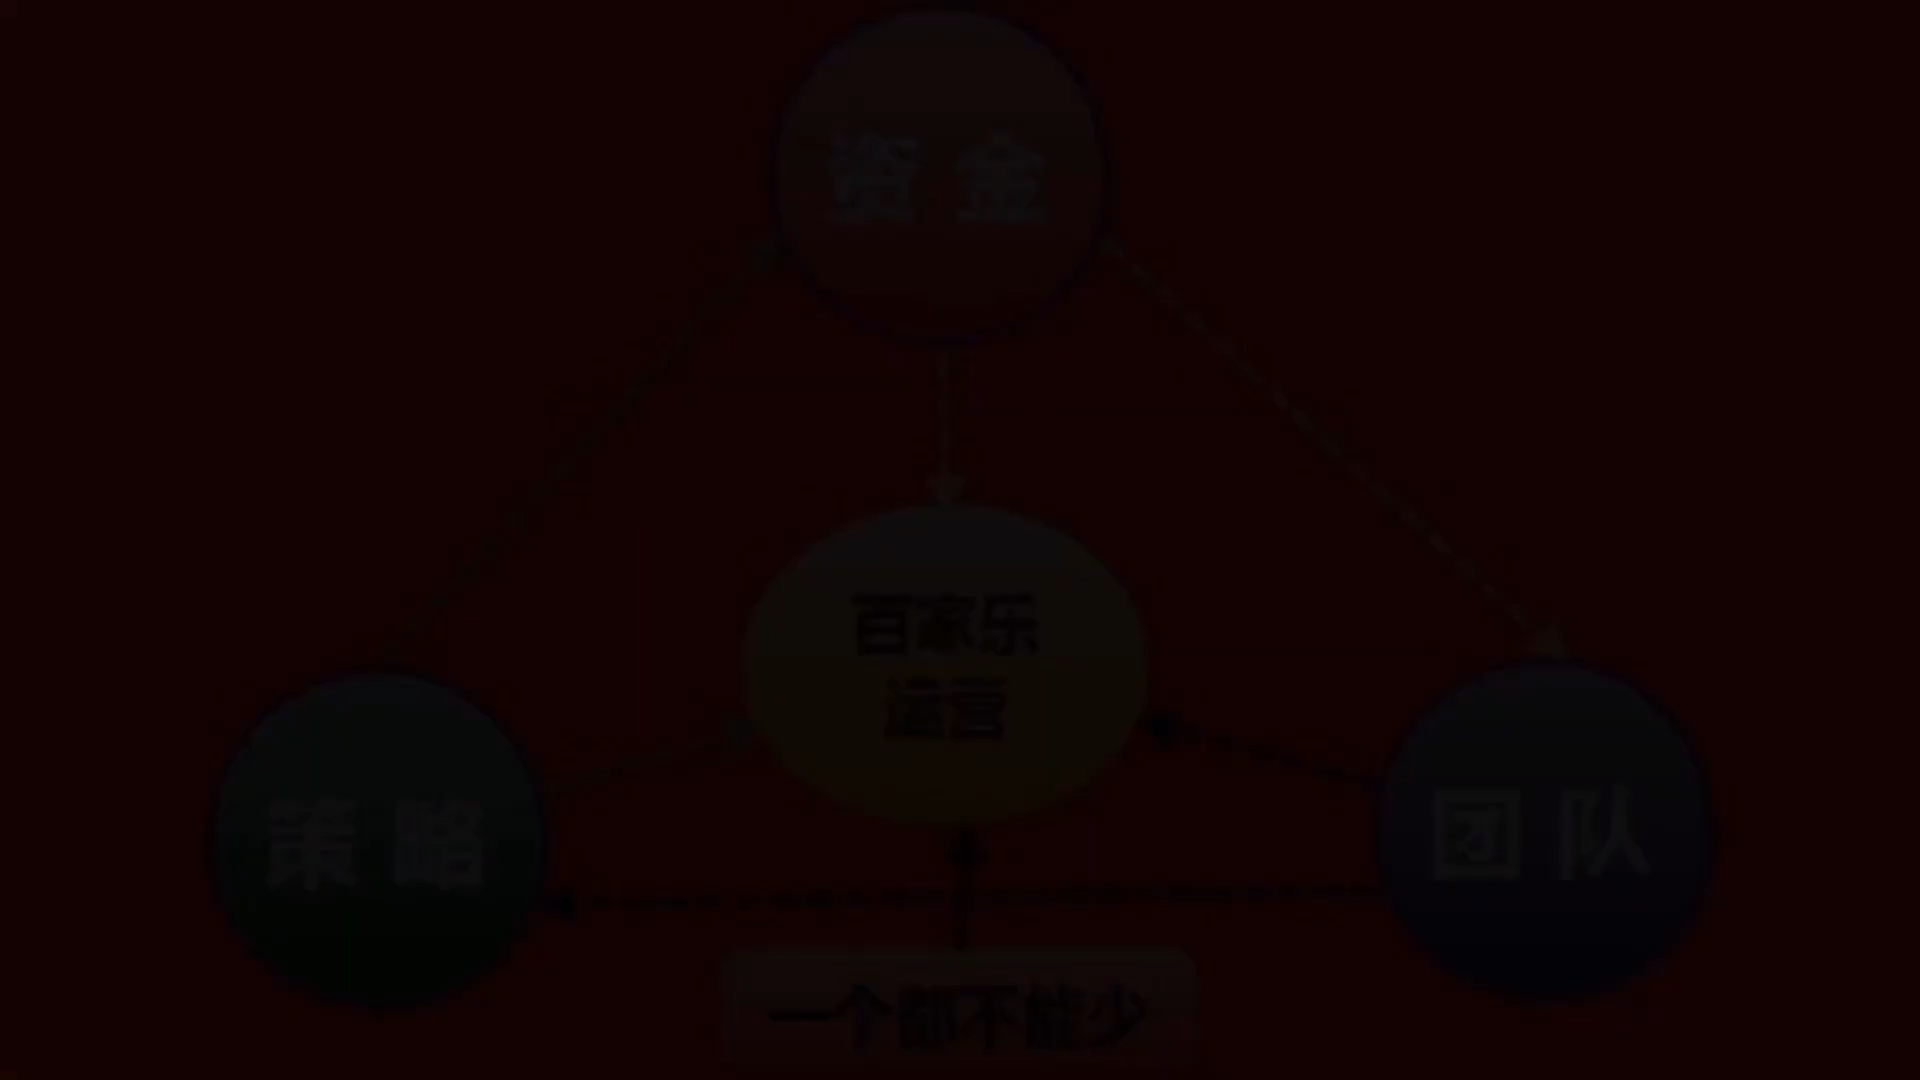 资 金
百家乐
运营
策 略
团 队
一个都不能少